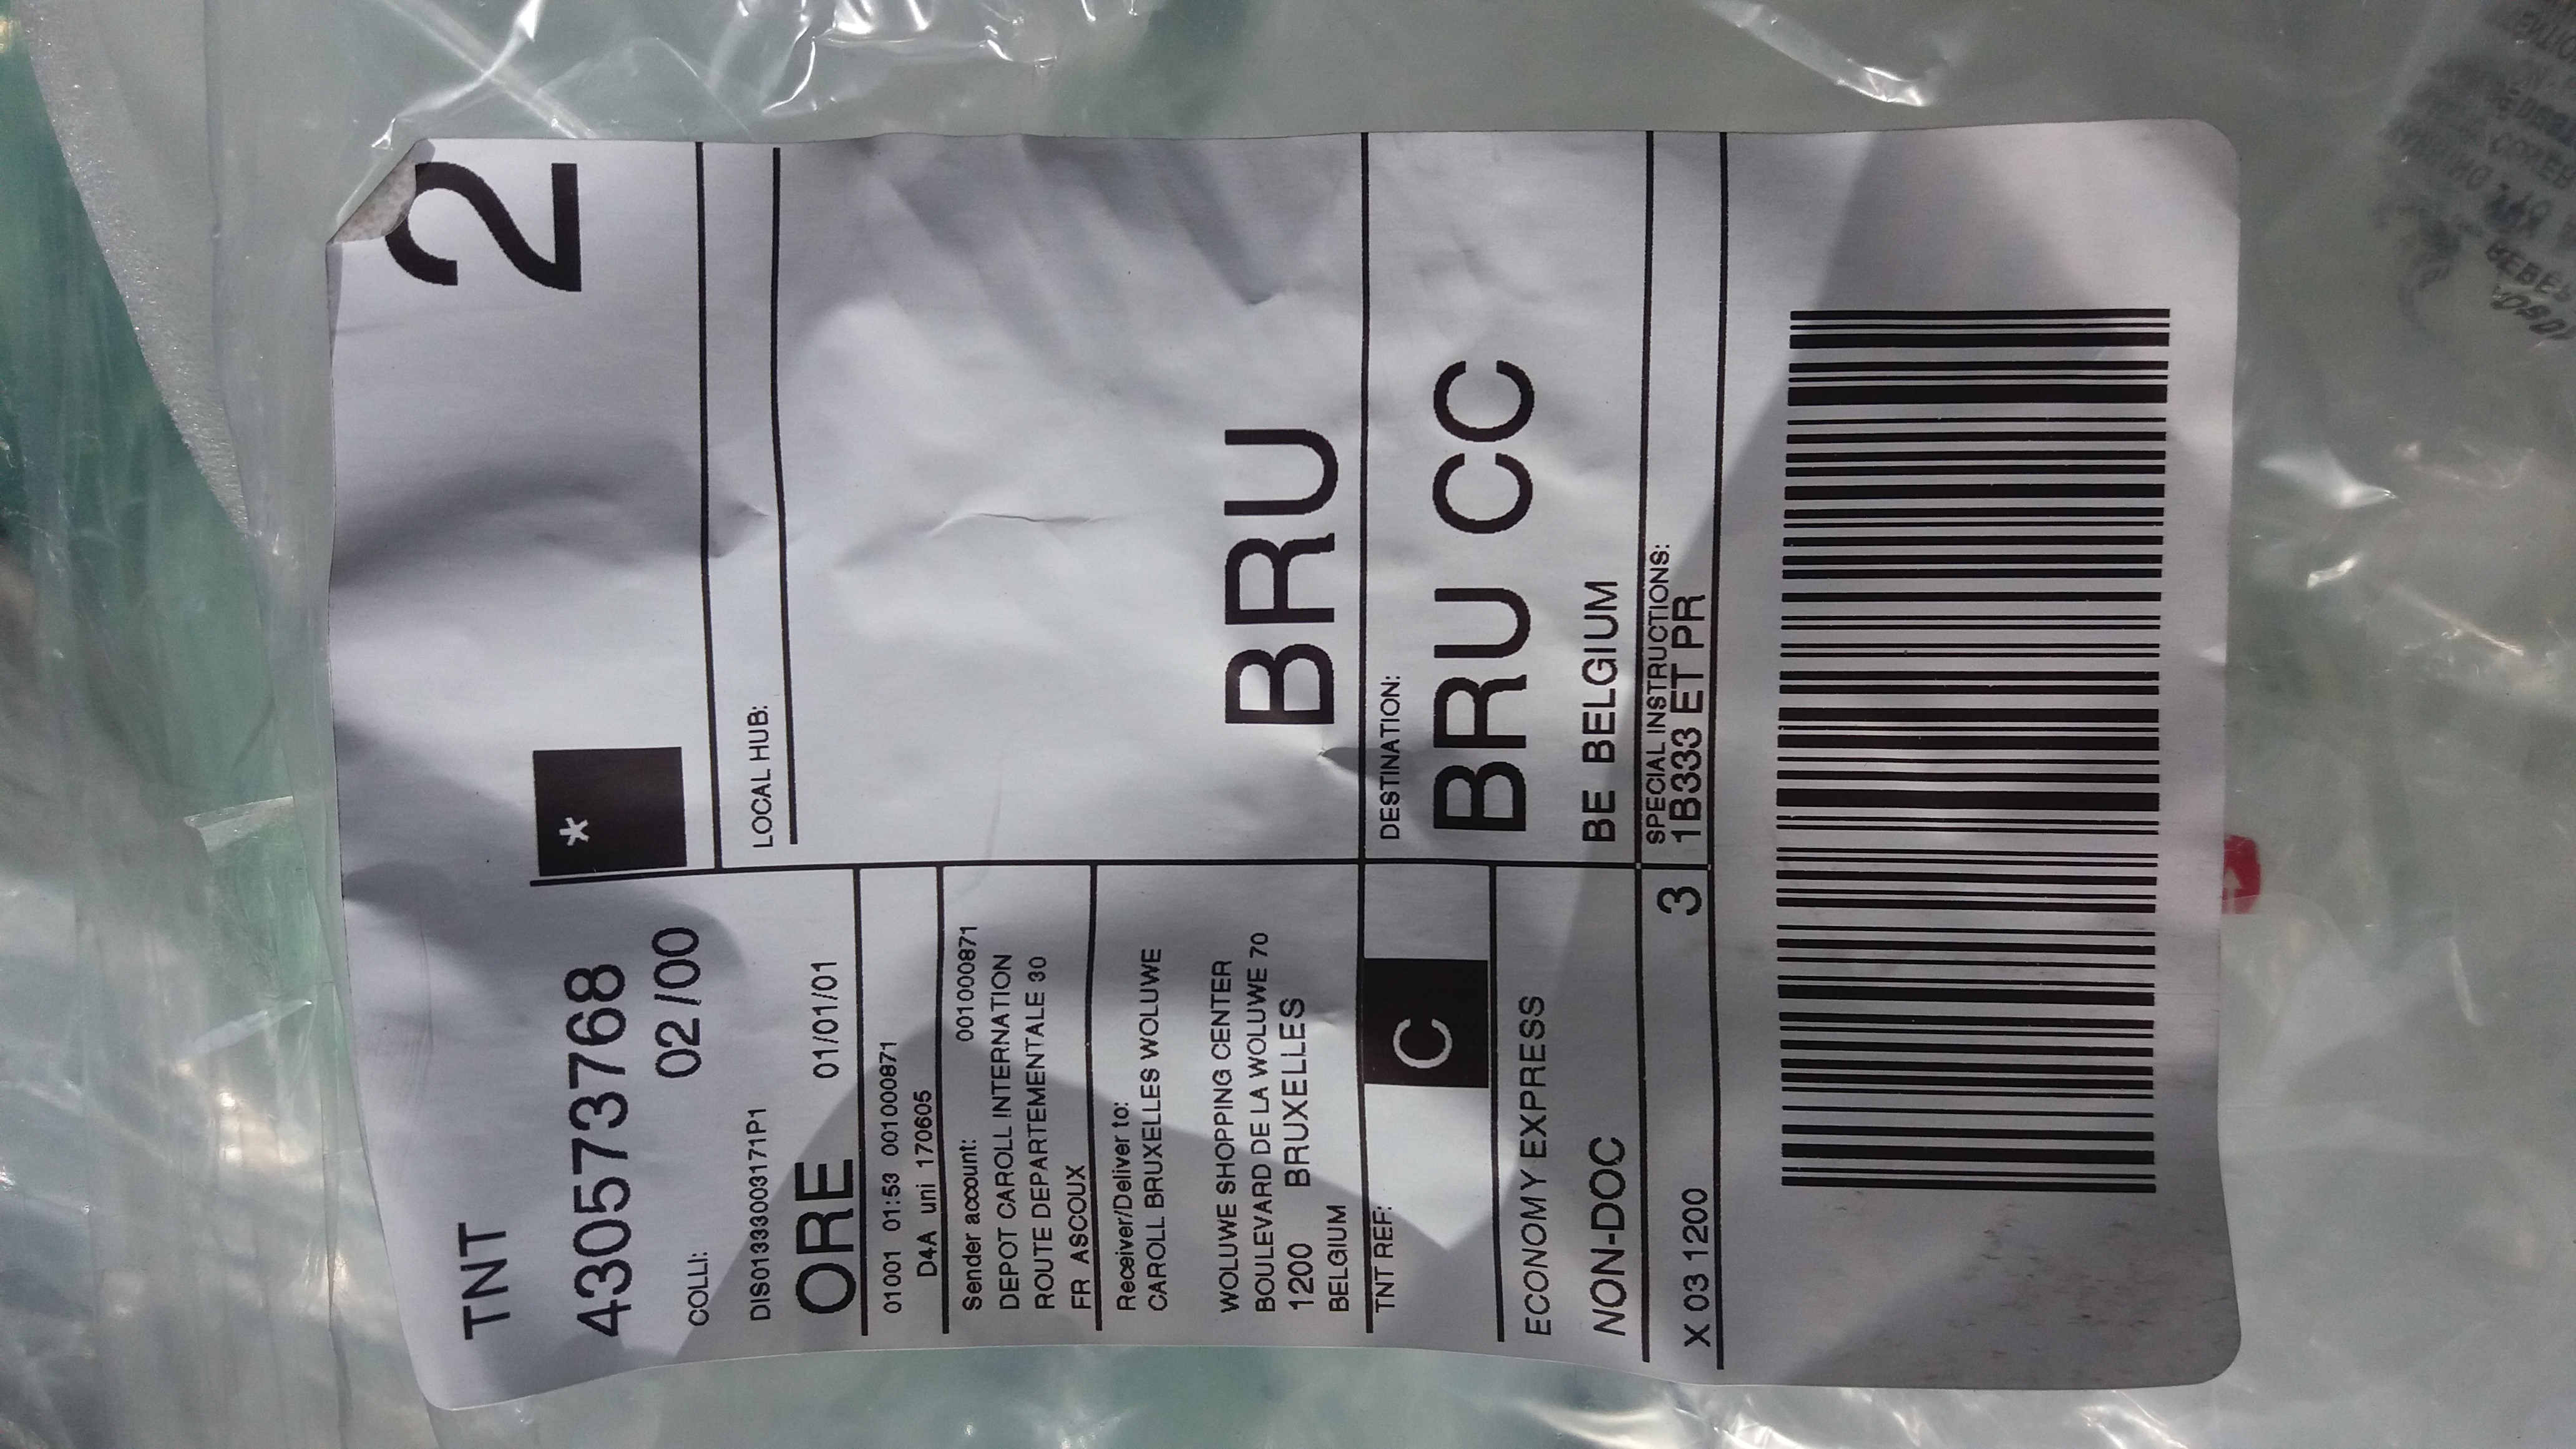 TNT
2
430573768
*
COLLI: 02/00
DIS01333003171P1
ORE 01/01/01
01001 01:53 001000871
D4A uni 170605
Sender account: 001000871
DEPOT CAROLL INTERNATION
ROUTE DEPARTEMENTALE 30
FR ASCOUX
Receiver/Deliver to:
CAROLL BRUXELLES WOLUWE
WOLUWE SHOPPING CENTER
BOULEVARD DE LA WOLUWE 70
1200 BRUXELLES
BELGIUM
LOCAL HUB:
BRU
TNT REF:
C
ECONOMY EXPRESS
NON-DOC
DESTINATION:
BRU CC
BE BELGIUM
X 03 1200 3
SPECIAL INSTRUCTIONS:
1B333 ET PR